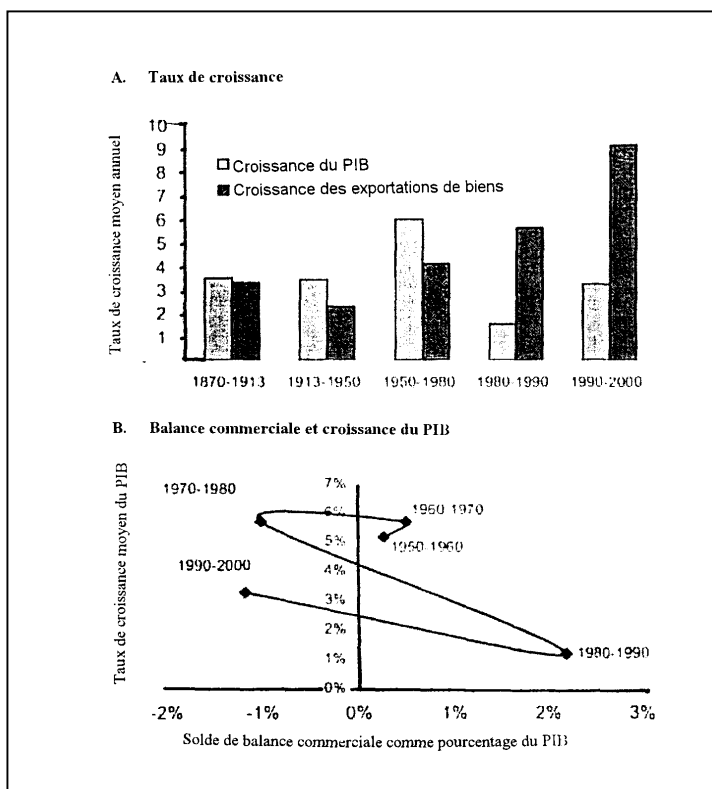 A. Taux de croissance
Taux de croissance moyen annuel
10
9
8
7
6
5
4
3
2
1
Croissance du PIB
Croissance des exportations de biens
1870-1913 1913-1950 1950-1980 1980-1990 1990-2000
B. Balance commerciale et croissance du PIB
Taux de croissance moyen du PIB
7%
6%
5%
4%
3%
2%
1%
0%
1970-1980
1960-1970
1950-1960
1990-2000
1980-1990
-2% -1% 0% 1% 2% 3%
Solde de balance commerciale comme pourcentage du PIB